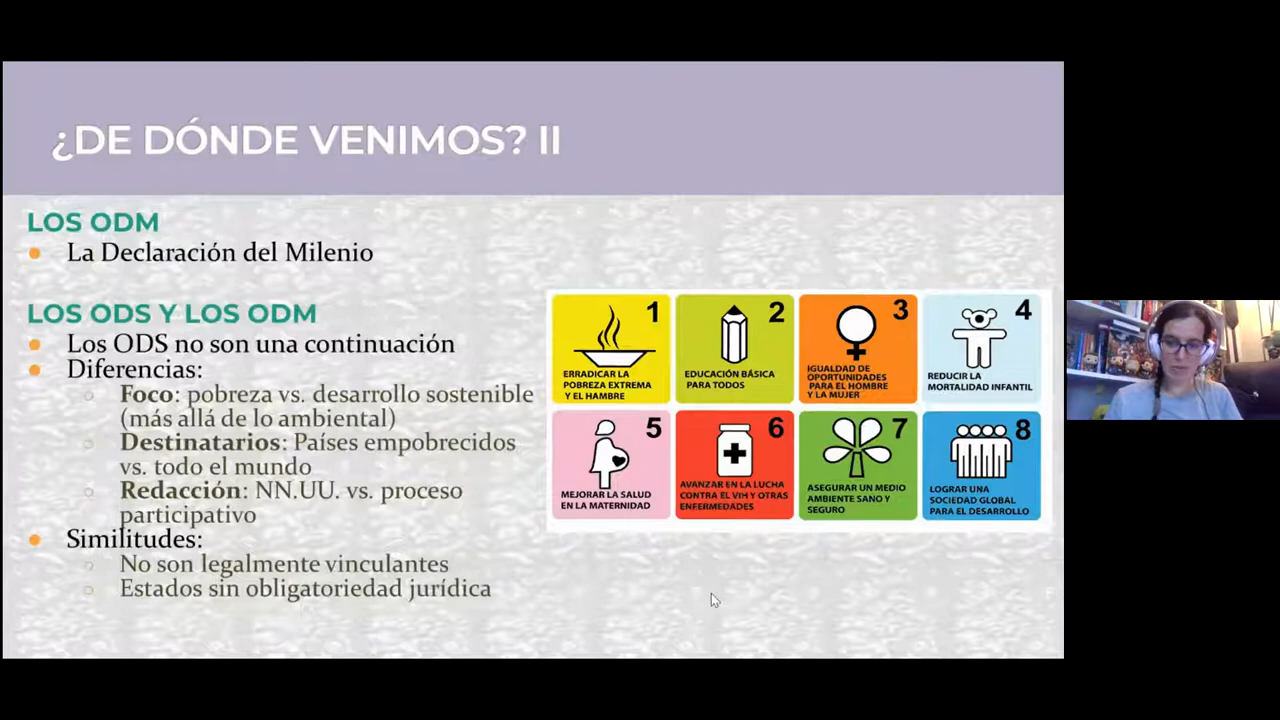 ¿DE DÓNDE VENIMOS? II
LOS ODM
La Declaración del Milenio
LOS ODS Y LOS ODM
Los ODS no son una continuación
Diferencias:
Foco: pobreza vs. desarrollo sostenible
(más allá de lo ambiental)
Destinatarios: Países empobrecidos
vs. todo el mundo
Redacción: NN.UU. vs. proceso
participativo
Similitudes:
No son legalmente vinculantes
Estados sin obligatoriedad jurídica
1
ERRADICAR LA
POBREZA EXTREMA
Y EL HAMBRE
2
EDUCACIÓN BÁSICA
PARA TODOS
3
IGUALDAD DE
OPORTUNIDADES
PARA EL HOMBRE
Y LA MUJER
4
REDUCIR LA
MORTALIDAD INFANTIL
5
MEJORAR LA SALUD
EN LA MATERNIDAD
6
AVANZAR EN LA LUCHA
CONTRA EL VIH Y OTRAS
ENFERMEDADES
7
ASEGURAR UN MEDIO
AMBIENTE SANO Y
SEGURO
8
LOGRAR UNA
SOCIEDAD GLOBAL
PARA EL DESARROLLO